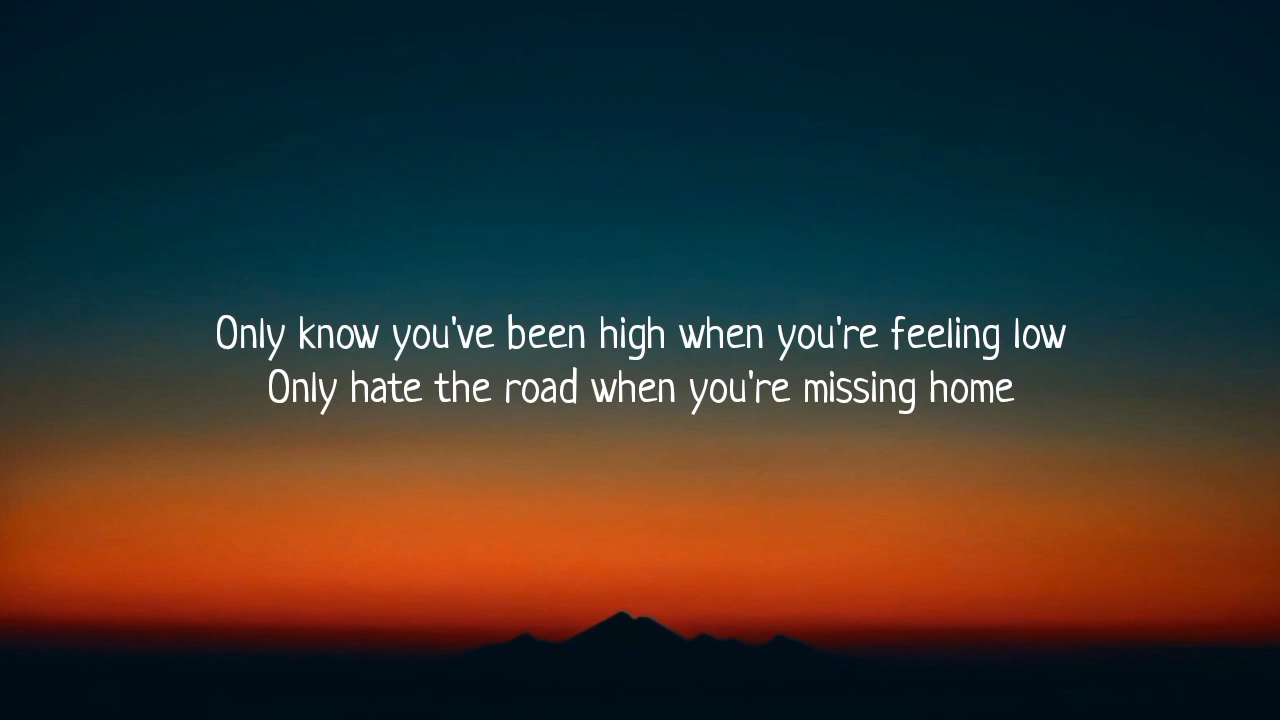 Only know you've been high when you're feeling low
Only hate the road when you're missing home